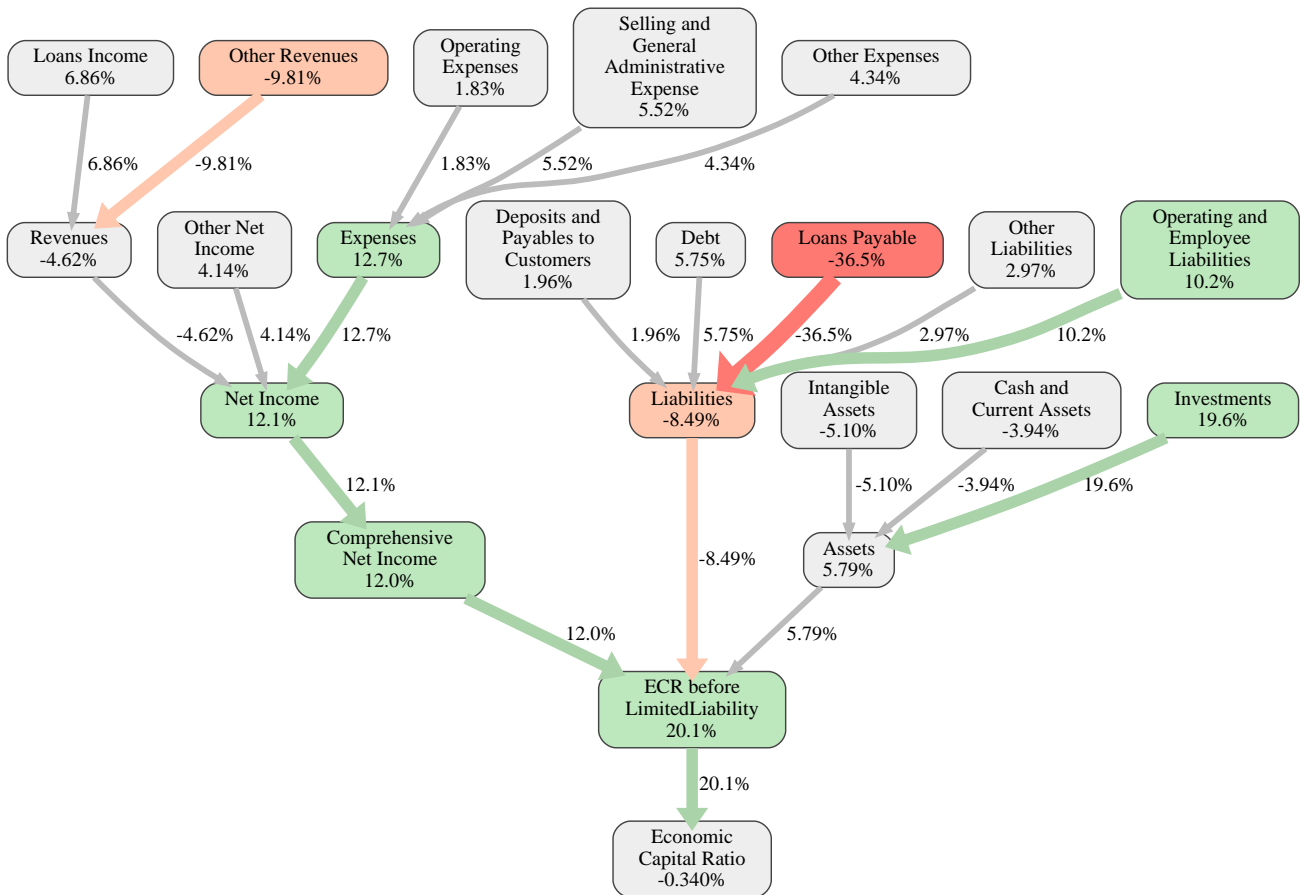 Loans Income
6.86%
Other Revenues
-9.81%
Operating
Expenses
1.83%
Selling and
General
Administrative
Expense
5.52%
Other Expenses
4.34%
6.86%
-9.81%
1.83%
5.52%
4.34%
Revenues
-4.62%
Other Net
Income
4.14%
Expenses
12.7%
Deposits and
Payables to
Customers
1.96%
Debt
5.75%
Loans Payable
-36.5%
Other
Liabilities
2.97%
Operating and
Employee
Liabilities
10.2%
-4.62%
4.14%
12.7%
1.96%
5.75%
-36.5%
2.97%
10.2%
Net Income
12.1%
Liabilities
-8.49%
Intangible
Assets
-5.10%
Cash and
Current Assets
-3.94%
Investments
19.6%
12.1%
-8.49%
-5.10%
-3.94%
19.6%
Comprehensive
Net Income
12.0%
Assets
5.79%
12.0%
5.79%
ECR before
LimitedLiability
20.1%
20.1%
Economic
Capital Ratio
-0.340%